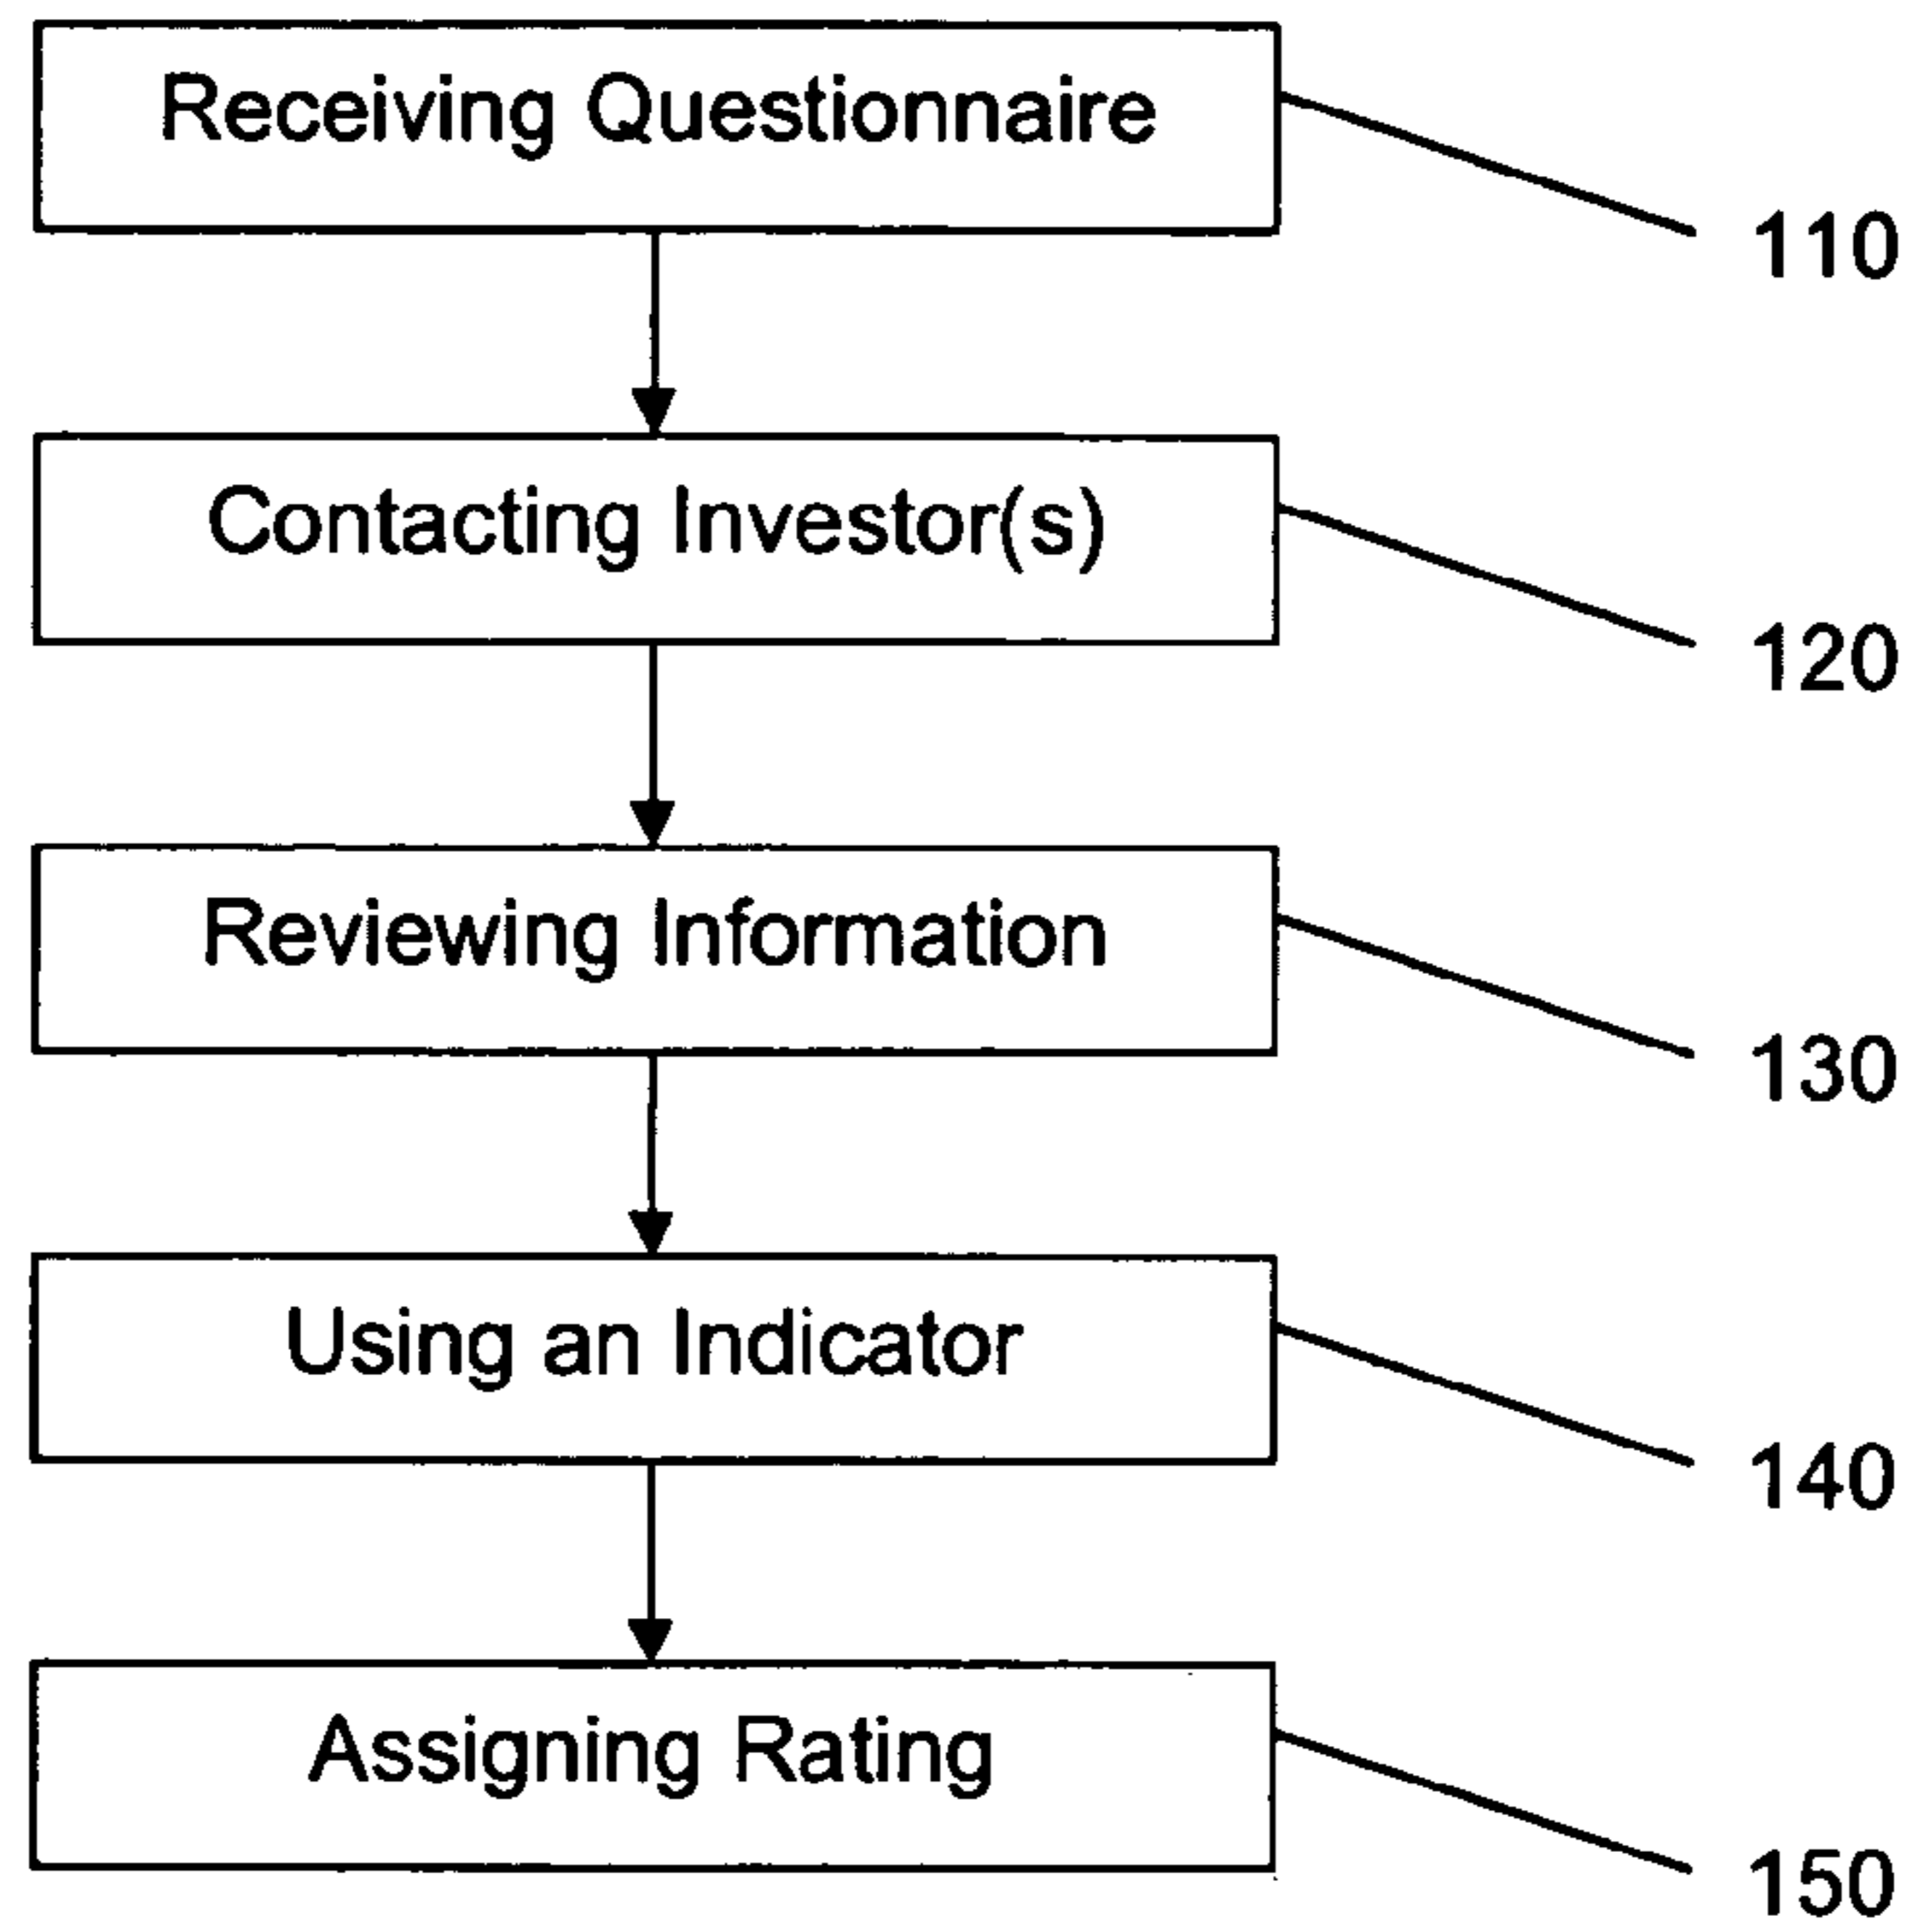 Receiving Questionnaire
110
Contacting Investor(s)
120
Reviewing Information
130
Using an Indicator
140
Assigning Rating
150